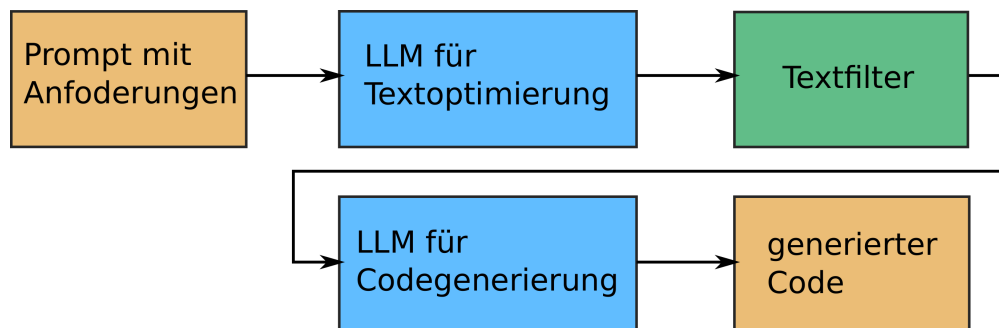 Prompt mit
Anfoderungen
LLM für
Textoptimierung
Textfilter
LLM für
Codegenerierung
generierter
Code